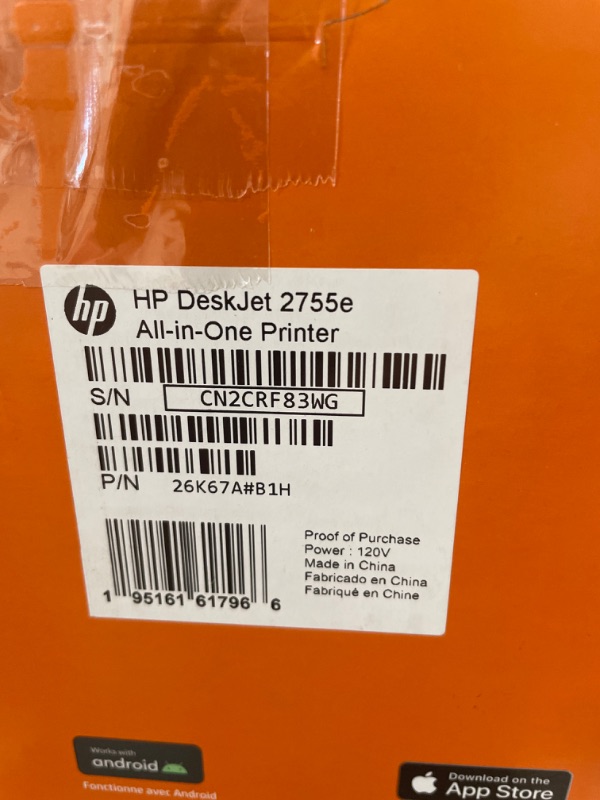 hp
HP DeskJet 2755e
All-in-One Printer
S/N CN2CRF83WG
P/N 26K67A#B1H
Proof of Purchase
Power : 120V
Made in China
Fabricado en China
Fabriqué en Chine
1 95161 61796 6
Works with
android
Fonctionne avec Android
Download on the
App Store